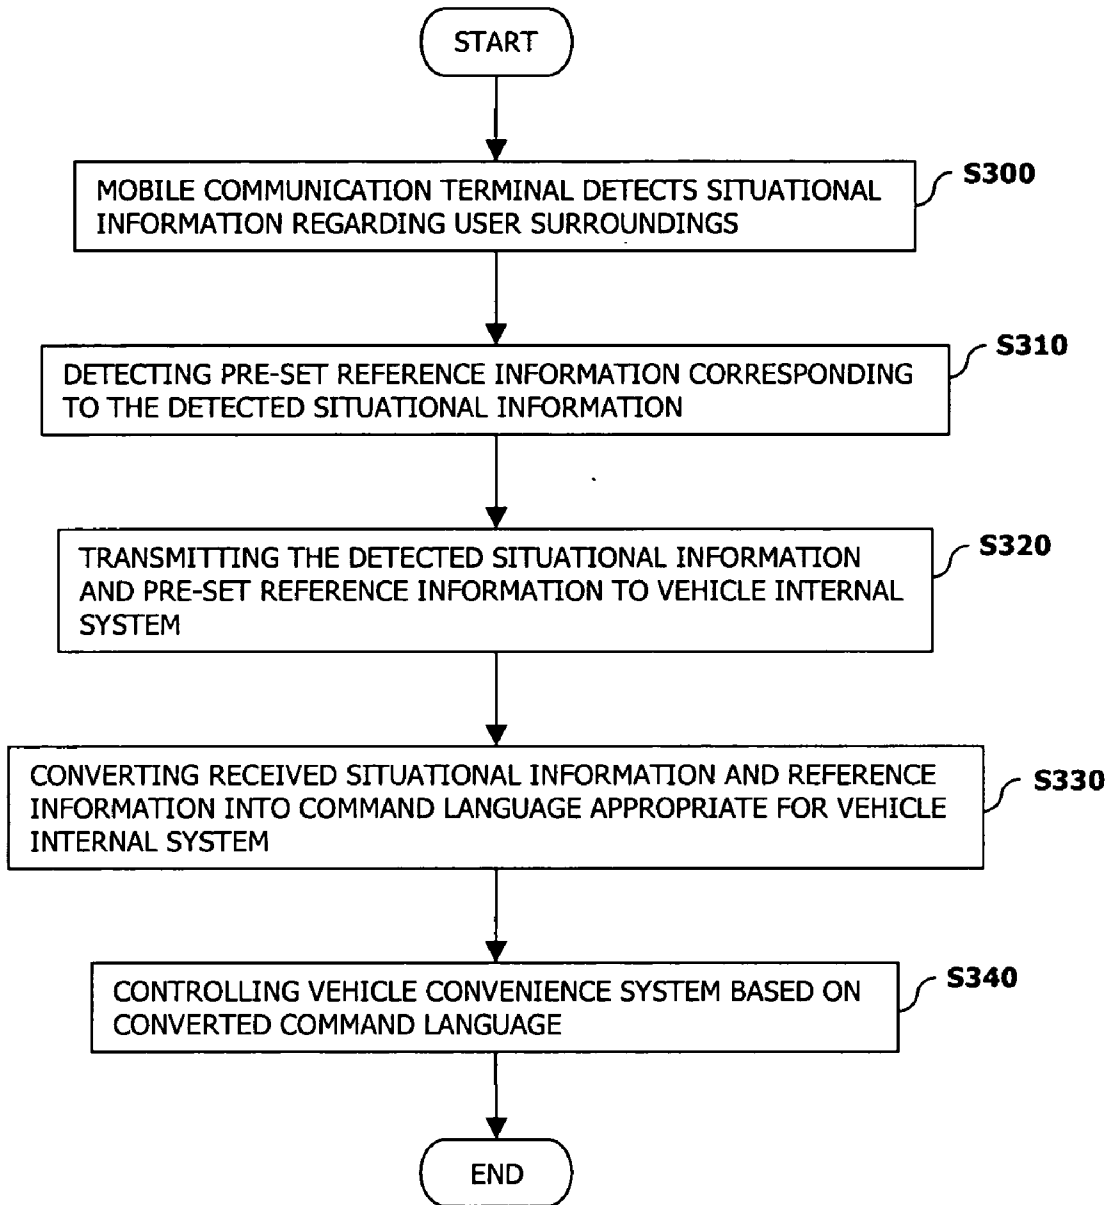 START
MOBILE COMMUNICATION TERMINAL DETECTS SITUATIONAL
INFORMATION REGARDING USER SURROUNDINGS
S300
DETECTING PRE-SET REFERENCE INFORMATION CORRESPONDING
TO THE DETECTED SITUATIONAL INFORMATION
S310
TRANSMITTING THE DETECTED SITUATIONAL INFORMATION
AND PRE-SET REFERENCE INFORMATION TO VEHICLE INTERNAL
SYSTEM
S320
CONVERTING RECEIVED SITUATIONAL INFORMATION AND REFERENCE
INFORMATION INTO COMMAND LANGUAGE APPROPRIATE FOR VEHICLE
INTERNAL SYSTEM
S330
CONTROLLING VEHICLE CONVENIENCE SYSTEM BASED ON
CONVERTED COMMAND LANGUAGE
S340
END